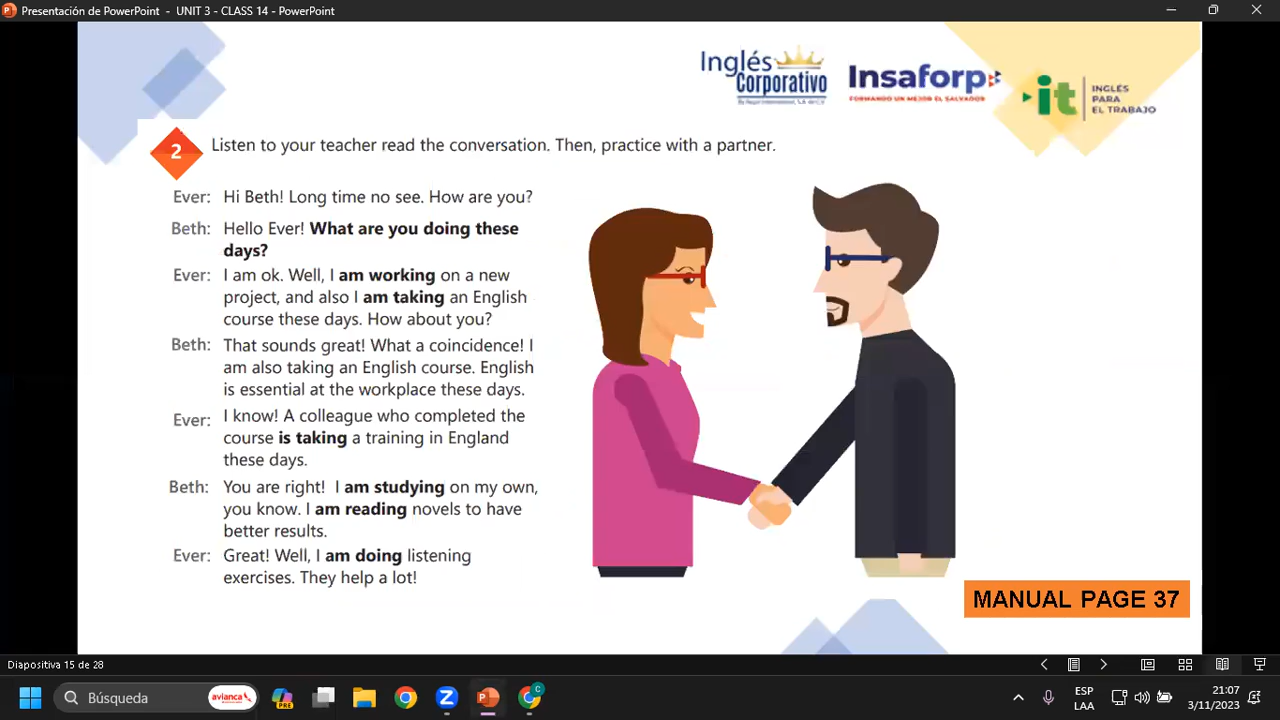 Presentación de PowerPoint - UNIT 3 - CLASS 14 - PowerPoint
Inglés
Corporativo
Insaforp
FORMANDO UN MEJOR EL SALVADOR
it
INGLÉS
PARA
EL TRABAJO
2
Listen to your teacher read the conversation. Then, practice with a partner.
Ever: Hi Beth! Long time no see. How are you?
Beth: Hello Ever! What are you doing these
days?
Ever: I am ok. Well, I am working on a new
project, and also I am taking an English
course these days. How about you?
Beth: That sounds great! What a coincidence! I
am also taking an English course. English
is essential at the workplace these days.
Ever: I know! A colleague who completed the
course is taking a training in England
these days.
Beth: You are right! I am studying on my own,
you know. I am reading novels to have
better results.
Ever: Great! Well, I am doing listening
exercises. They help a lot!
MANUAL PAGE 37
Diapositiva 15 de 28
Búsqueda
avianca
PRE
C
ESP
LAA
21:07
3/11/2023